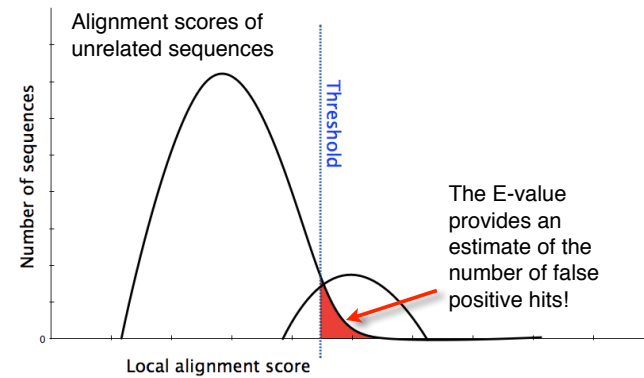 Alignment scores of
unrelated sequences
Threshold
Number of sequences
The E-value
provides an
estimate of the
number of false
positive hits!
0
Local alignment score